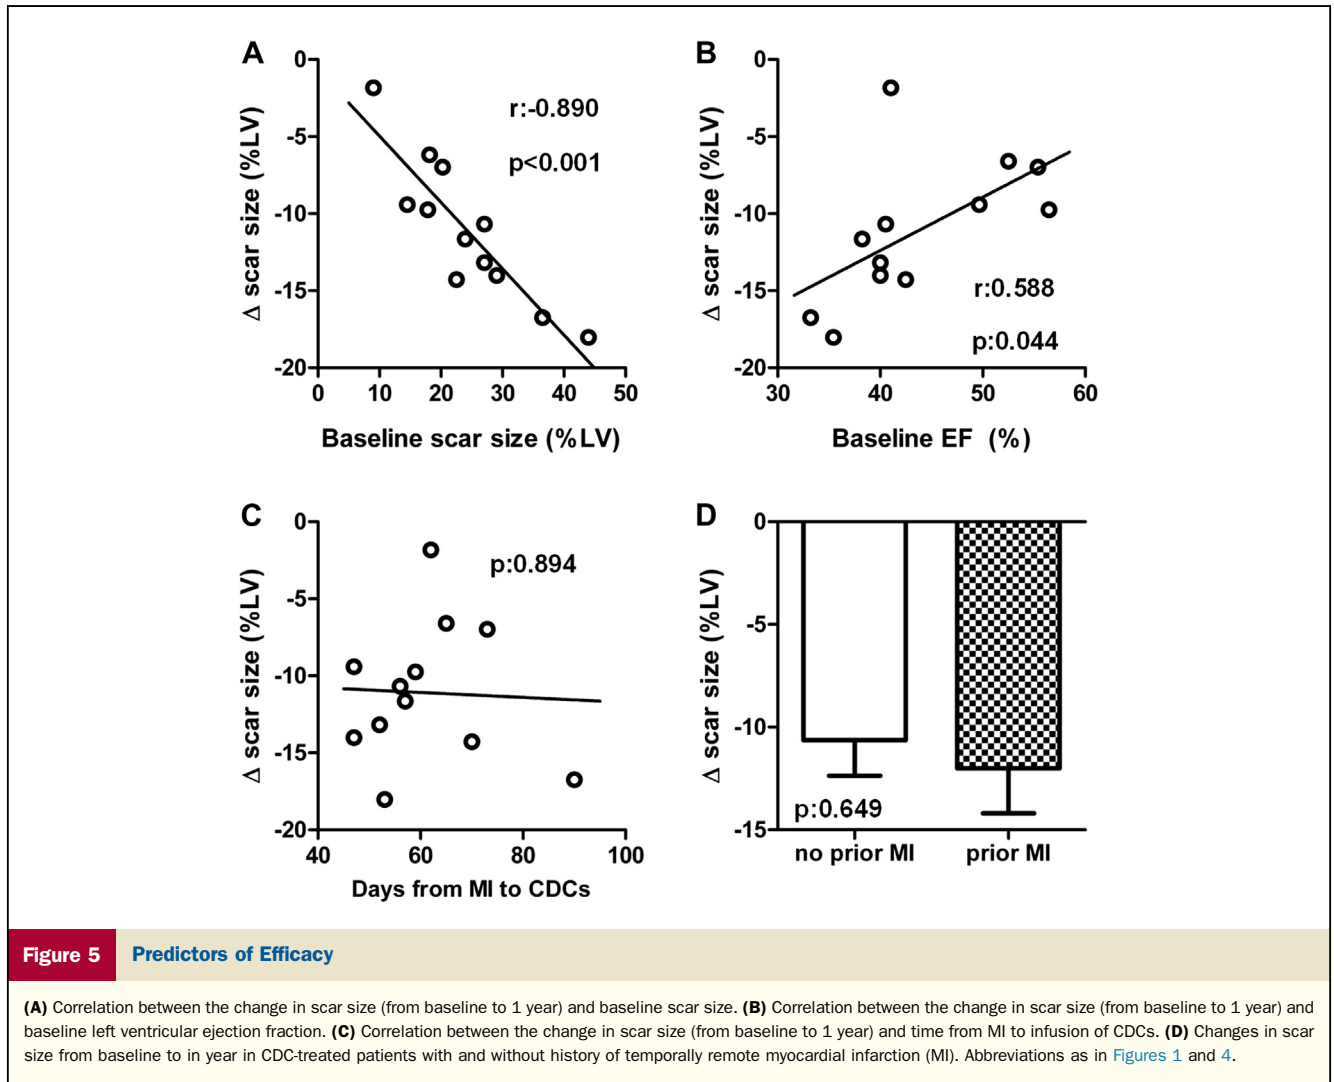 A
0
-5
-10
-15
-20
Δ scar size (%LV)
r:-0.890
p<0.001
0 10 20 30 40 50
Baseline scar size (%LV)
B
0
-5
-10
-15
-20
Δ scar size (%LV)
r:0.588
p:0.044
30 40 50 60
Baseline EF (%)
C
0
-5
-10
-15
-20
Δ scar size (%LV)
p:0.894
40 60 80 100
Days from MI to CDCs
D
0
-5
-10
-15
Δ scar size (%LV)
p:0.649
no prior MI prior MI
Figure 5 Predictors of Efficacy
(A) Correlation between the change in scar size (from baseline to 1 year) and baseline scar size. (B) Correlation between the change in scar size (from baseline to 1 year) and
baseline left ventricular ejection fraction. (C) Correlation between the change in scar size (from baseline to 1 year) and time from MI to infusion of CDCs. (D) Changes in scar
size from baseline to in year in CDC-treated patients with and without history of temporally remote myocardial infarction (MI). Abbreviations as in Figures 1 and 4.